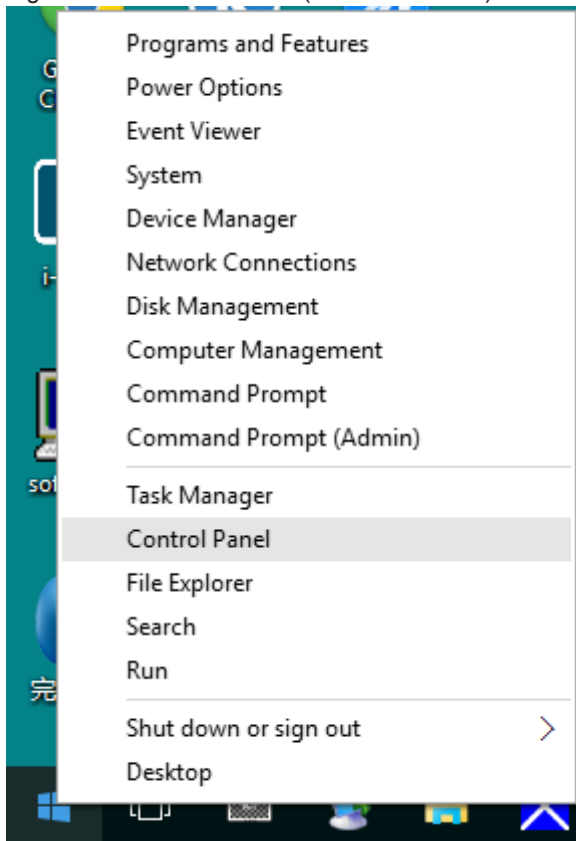 G
C
Programs and Features
Power Options
Event Viewer
System
Device Manager
i-
Network Connections
Disk Management
Computer Management
Command Prompt
Command Prompt (Admin)
Task Manager
Control Panel
File Explorer
Search
Run
完
Shut down or sign out
Desktop